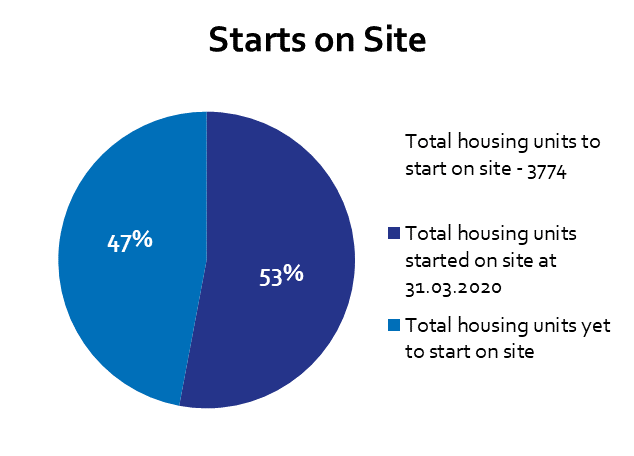 Starts on Site
Total housing units to
start on site - 3774
47%
53%
Total housing units
started on site at
31.03.2020
Total housing units yet
to start on site